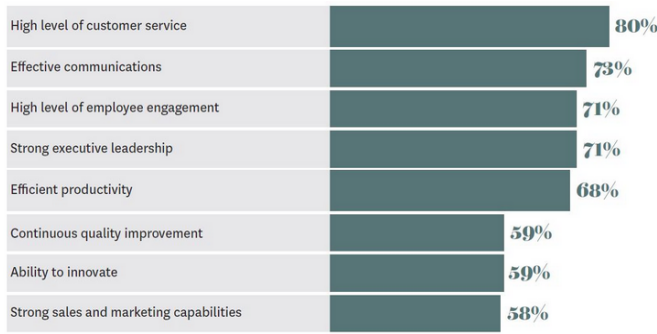 High level of customer service 80%
Effective communications 73%
High level of employee engagement 71%
Strong executive leadership 71%
Efficient productivity 68%
Continuous quality improvement 59%
Ability to innovate 59%
Strong sales and marketing capabilities 58%